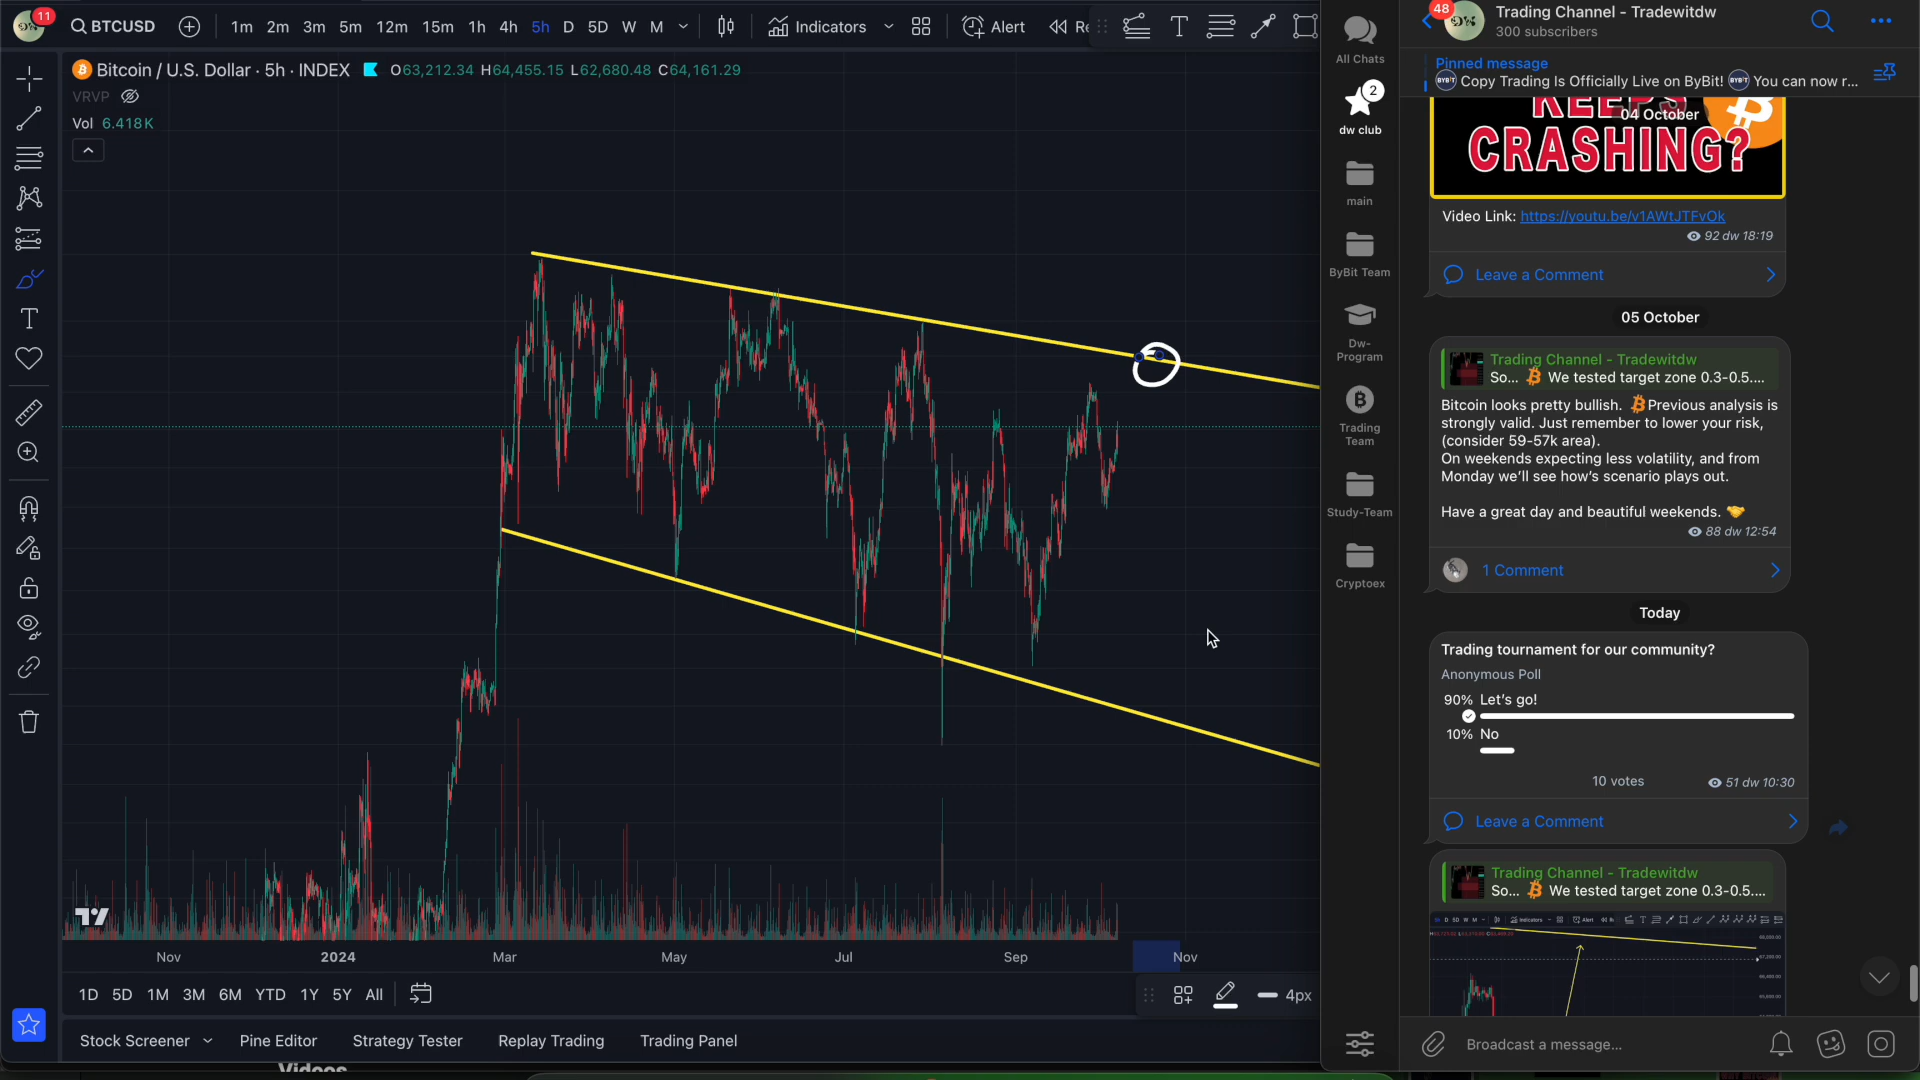 11
BTCUSD
1m 2m 3m 5m 12m 15m 1h 4h 5h D 5D W M
Indicators
Alert
Re
Bitcoin / U.S. Dollar · 5h · INDEX
O63,212.34 H64,455.15 L62,680.48 C64,161.29
VRVP
Vol 6.418K
Nov 2024 Mar May Jul Sep Nov
1D 5D 1M 3M 6M YTD 1Y 5Y All
4px
Stock Screener Pine Editor Strategy Tester Replay Trading Trading Panel
Videos
All Chats
2
dw club
main
ByBit Team
Dw-
Program
Trading
Team
Study-Team
Cryptoex
48
Trading Channel - Tradewitdw
300 subscribers
Pinned message
BYBIT Copy Trading Is Officially Live on ByBit! BYBIT You can now r...
KEEPS
04 October
CRASHING?
Video Link: https://youtu.be/v1AWtJTFvOk
92 dw 18:19
Leave a Comment
05 October
Trading Channel - Tradewitdw
So... We tested target zone 0.3-0.5....
Bitcoin looks pretty bullish. Previous analysis is
strongly valid. Just remember to lower your risk,
(consider 59-57k area).
On weekends expecting less volatility, and from
Monday we'll see how's scenario plays out.
Have a great day and beautiful weekends.
88 dw 12:54
1 Comment
Today
Trading tournament for our community?
Anonymous Poll
90% Let's go!
10% No
10 votes
51 dw 10:30
Leave a Comment
Trading Channel - Tradewitdw
So... We tested target zone 0.3-0.5....
Indicators
Alert
Broadcast a message...